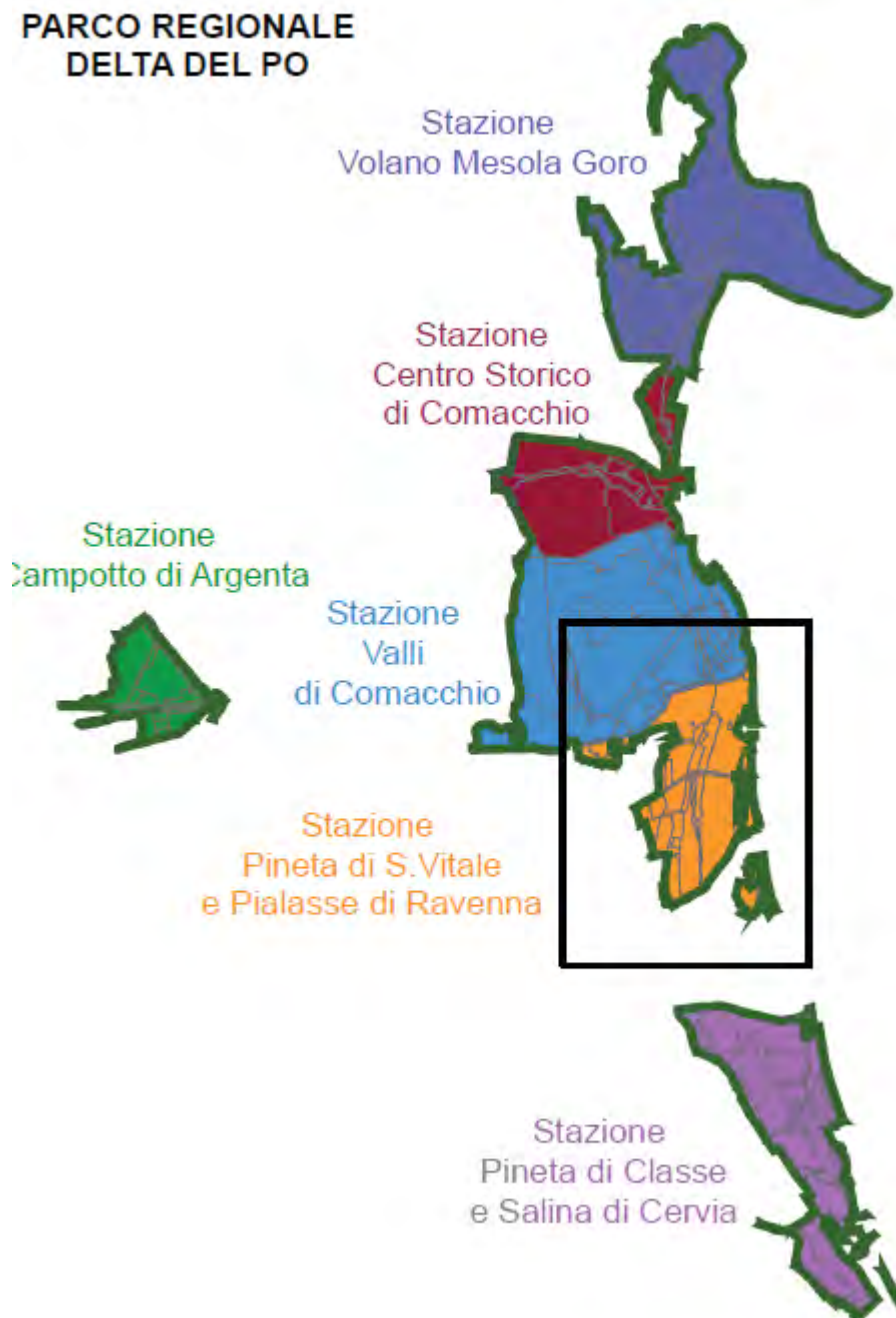 PARCO REGIONALE
DELTA DEL PO
Stazione
Volano Mesola Goro
Stazione
Centro Storico
di Comacchio
Stazione
Campotto di Argenta
Stazione
Valli
di Comacchio
Stazione
Pineta di S.Vitale
e Pialasse di Ravenna
Stazione
Pineta di Classe
e Salina di Cervia